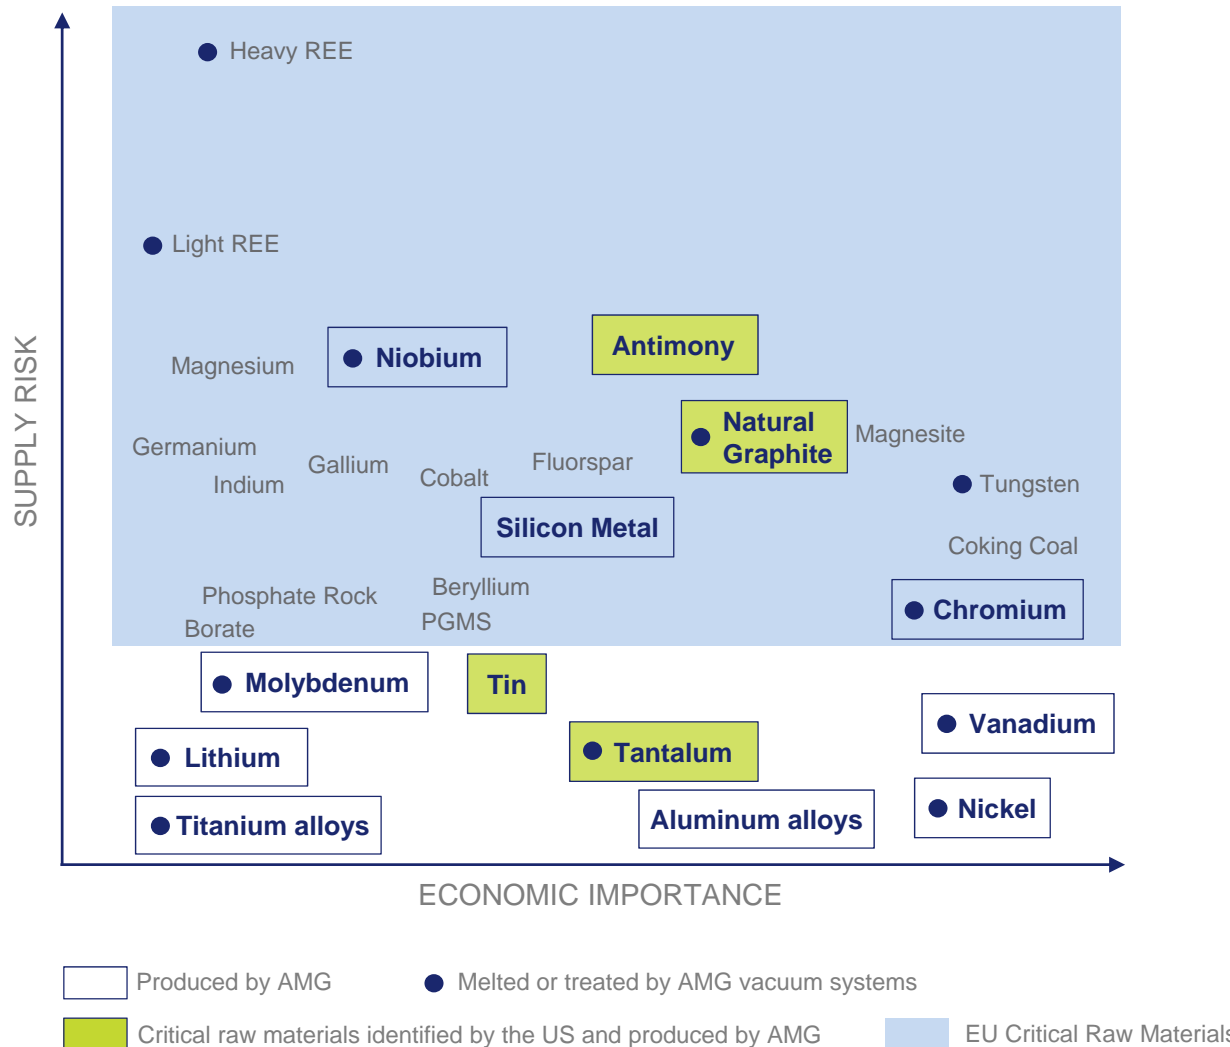 Heavy REE
Light REE
SUPPLY RISK
Antimony
Niobium
Magnesium
Natural
Graphite
Magnesite
Germanium
Gallium
Fluorspar
Indium
Cobalt
Tungsten
Silicon Metal
Coking Coal
Phosphate Rock
Beryllium
Chromium
Borate
PGMS
Molybdenum
Tin
Vanadium
Lithium
Tantalum
Titanium alloys
Aluminum alloys
Nickel
ECONOMIC IMPORTANCE
Produced by AMG
Melted or treated by AMG vacuum systems
Critical raw materials identified by the US and produced by AMG
EU Critical Raw Materials